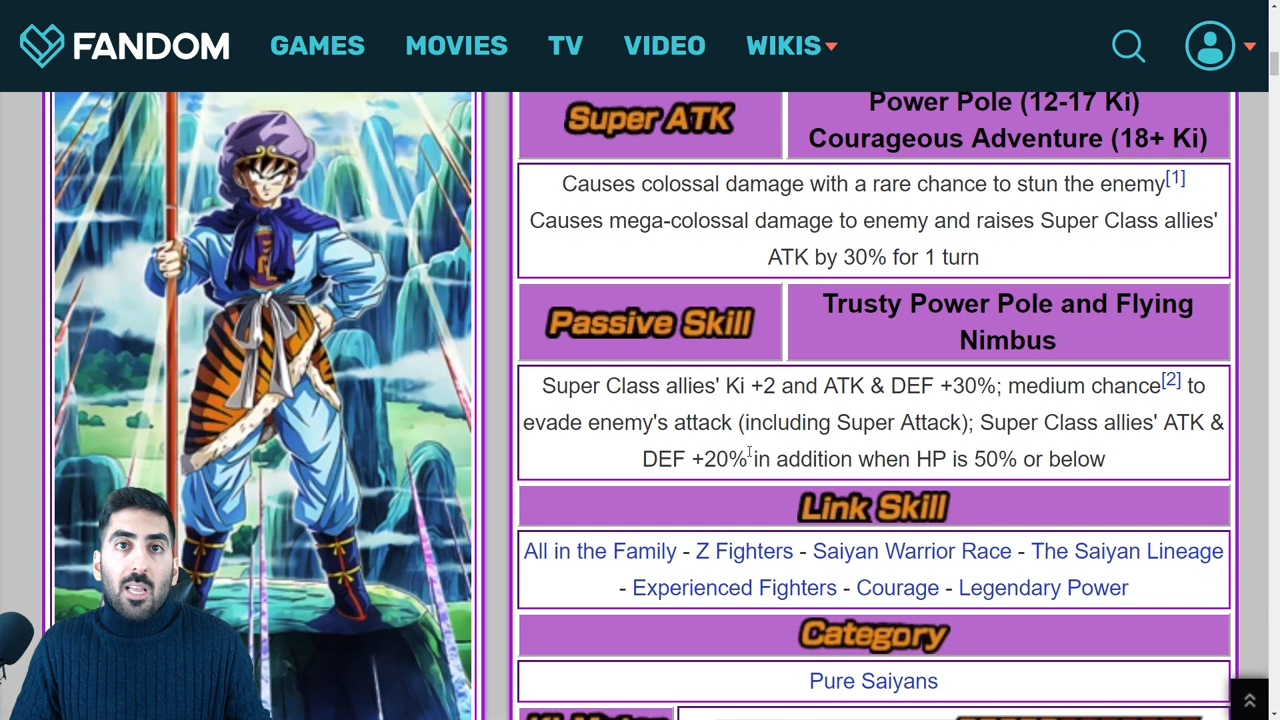 FANDOM GAMES MOVIES TV VIDEO WIKIS
Super ATK
Power Pole (12-17 Ki)
Courageous Adventure (18+ Ki)
Causes colossal damage with a rare chance to stun the enemy[1]
Causes mega-colossal damage to enemy and raises Super Class allies'
ATK by 30% for 1 turn
Passive Skill
Trusty Power Pole and Flying
Nimbus
Super Class allies' Ki +2 and ATK & DEF +30%; medium chance[2] to
evade enemy's attack (including Super Attack); Super Class allies' ATK &
DEF +20% in addition when HP is 50% or below
Link Skill
All in the Family - Z Fighters - Saiyan Warrior Race - The Saiyan Lineage
- Experienced Fighters - Courage - Legendary Power
Category
Pure Saiyans